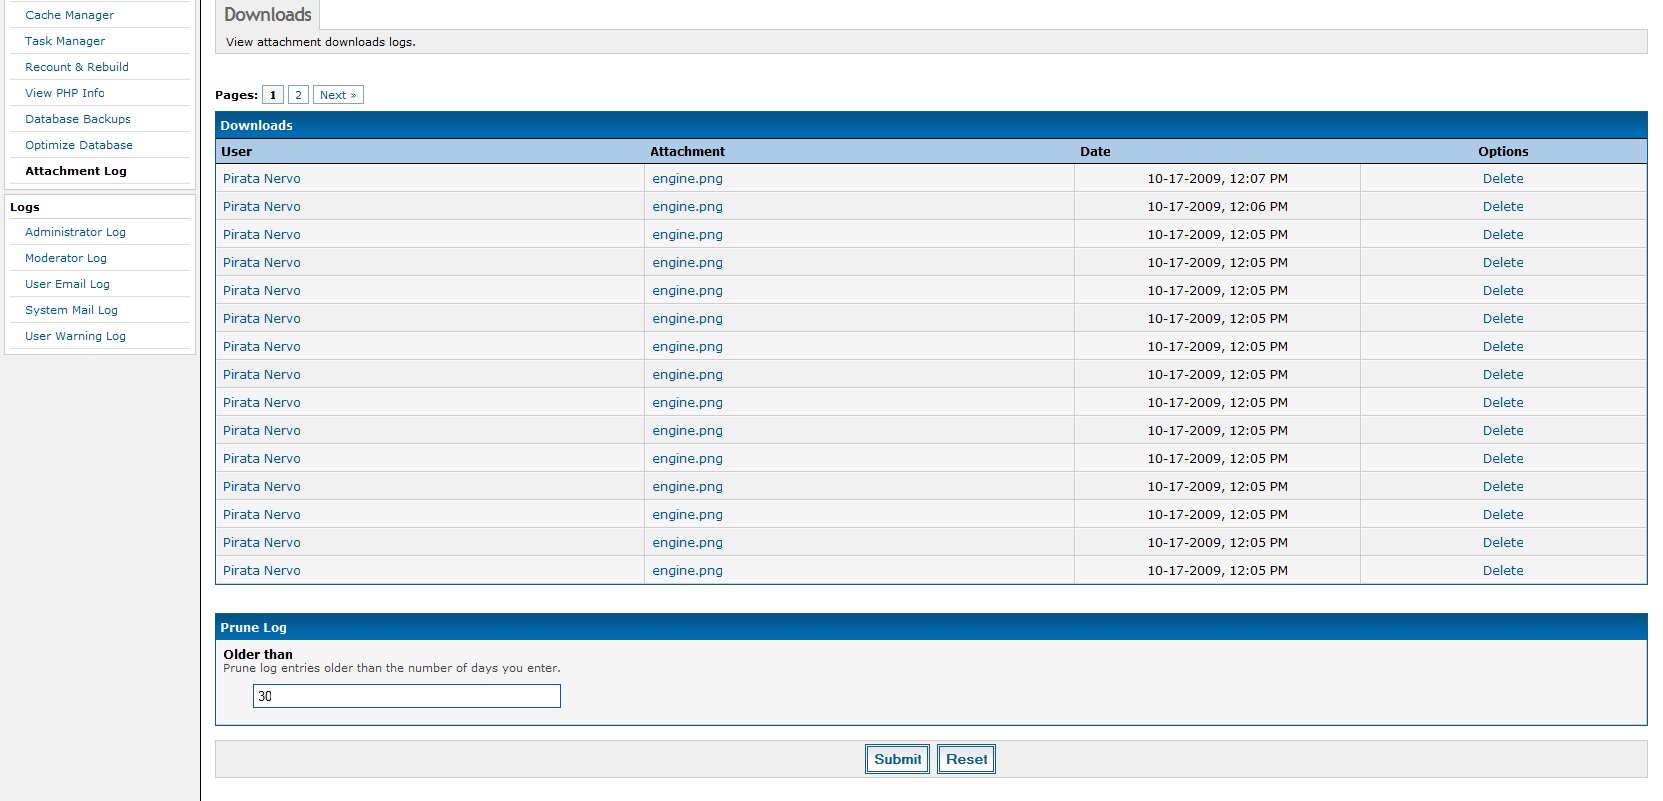 Cache Manager
Task Manager
Recount & Rebuild
View PHP Info
Database Backups
Optimize Database
Attachment Log
Logs
Administrator Log
Moderator Log
User Email Log
System Mail Log
User Warning Log
Downloads
View attachment downloads logs.
Pages: 1 2 Next »
Downloads
User Attachment Date Options
Pirata Nervo engine.png 10-17-2009, 12:07 PM Delete
Pirata Nervo engine.png 10-17-2009, 12:06 PM Delete
Pirata Nervo engine.png 10-17-2009, 12:05 PM Delete
Pirata Nervo engine.png 10-17-2009, 12:05 PM Delete
Pirata Nervo engine.png 10-17-2009, 12:05 PM Delete
Pirata Nervo engine.png 10-17-2009, 12:05 PM Delete
Pirata Nervo engine.png 10-17-2009, 12:05 PM Delete
Pirata Nervo engine.png 10-17-2009, 12:05 PM Delete
Pirata Nervo engine.png 10-17-2009, 12:05 PM Delete
Pirata Nervo engine.png 10-17-2009, 12:05 PM Delete
Pirata Nervo engine.png 10-17-2009, 12:05 PM Delete
Pirata Nervo engine.png 10-17-2009, 12:05 PM Delete
Pirata Nervo engine.png 10-17-2009, 12:05 PM Delete
Pirata Nervo engine.png 10-17-2009, 12:05 PM Delete
Pirata Nervo engine.png 10-17-2009, 12:05 PM Delete
Prune Log
Older than
Prune log entries older than the number of days you enter.
30
Submit Reset